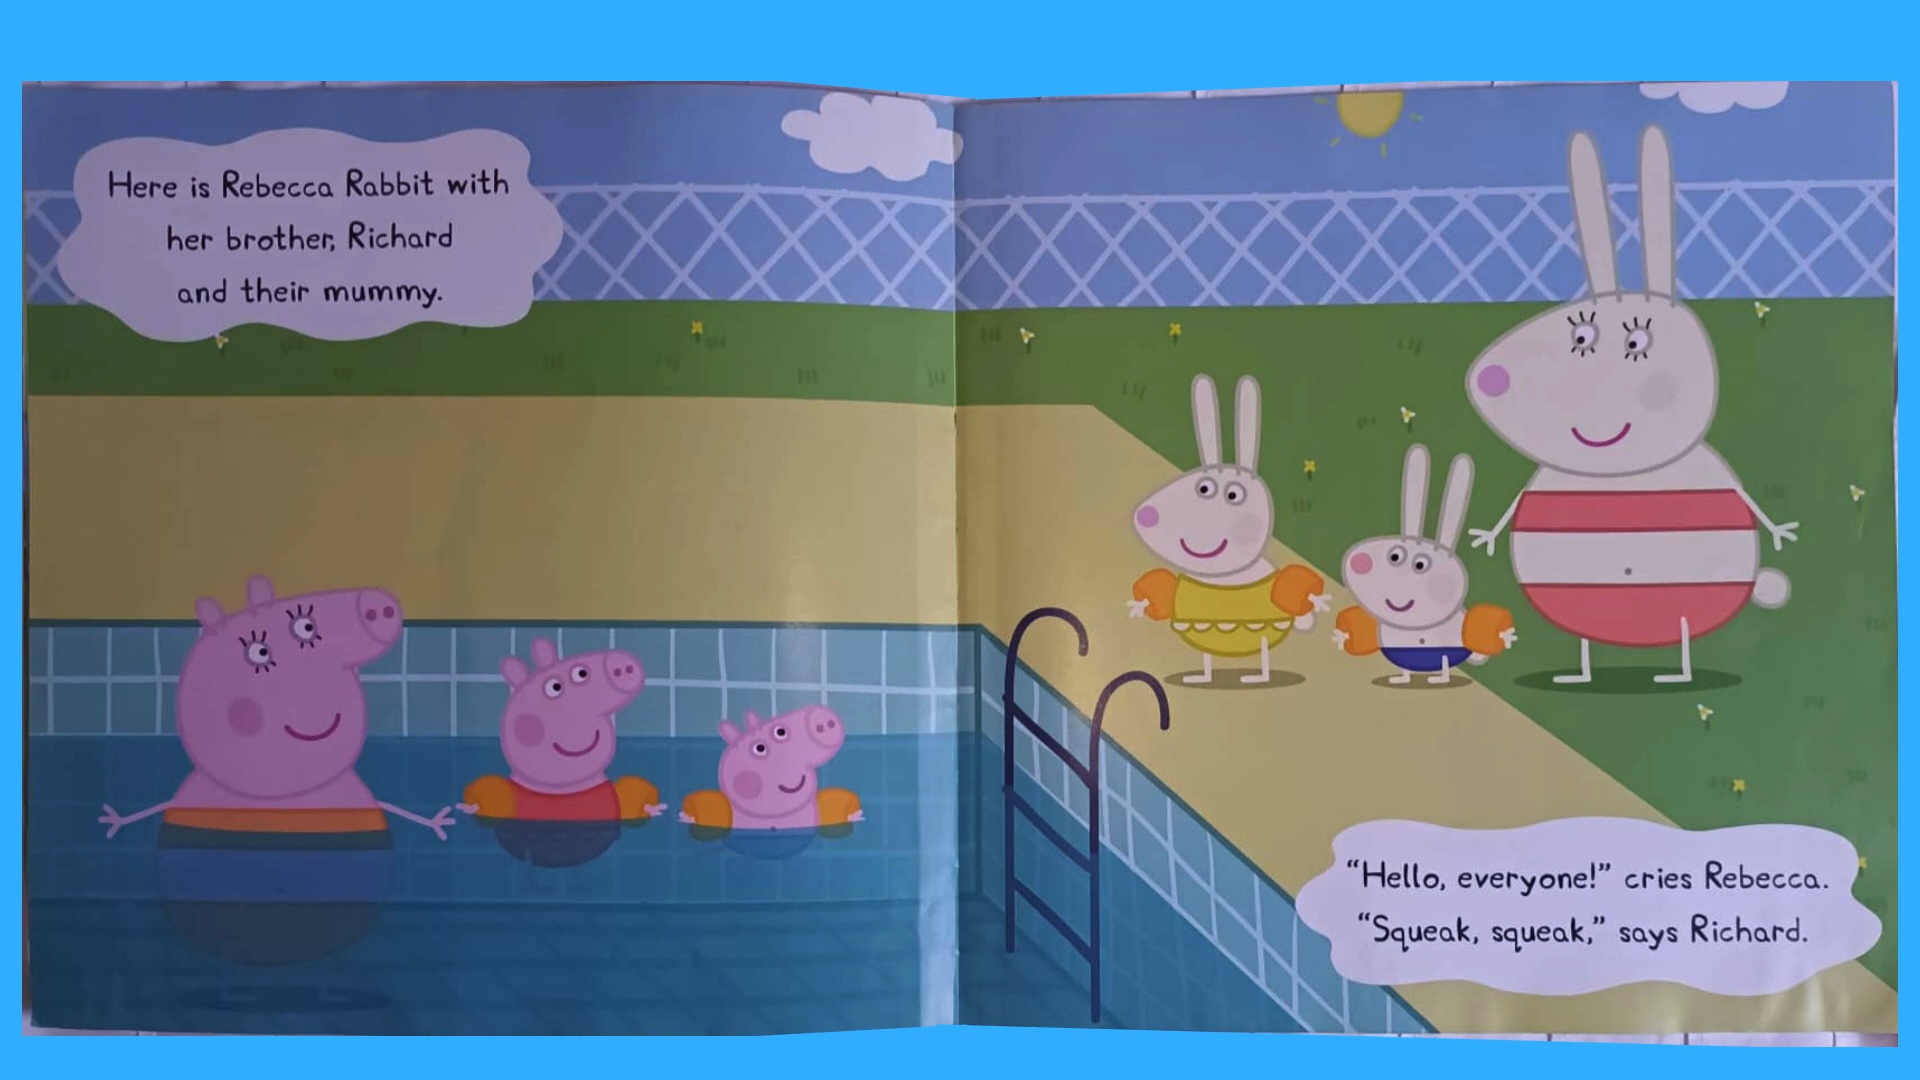 Here is Rebecca Rabbit with
her brother, Richard
and their mummy.
“Hello, everyone!” cries Rebecca.
“Squeak, squeak,” says Richard.